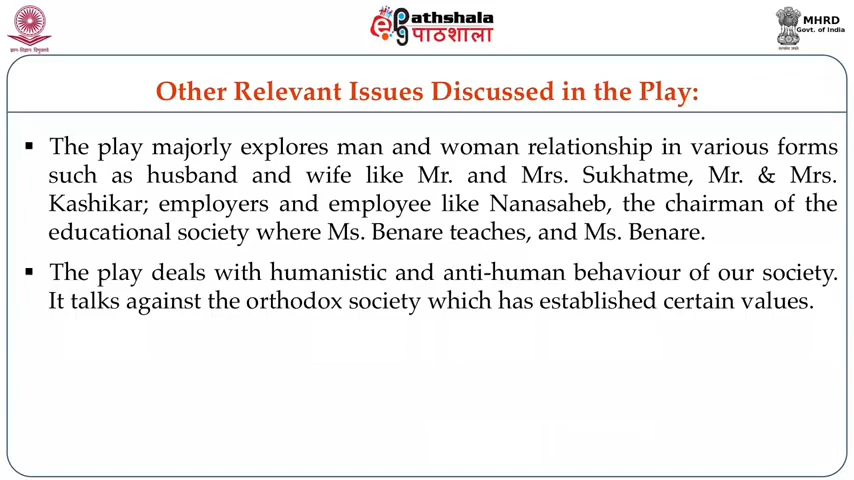 ePathshala
पाठशाला
MHRD
Govt. of India
Other Relevant Issues Discussed in the Play:
▪ The play majorly explores man and woman relationship in various forms
such as husband and wife like Mr. and Mrs. Sukhatme, Mr. & Mrs.
Kashikar; employers and employee like Nanasaheb, the chairman of the
educational society where Ms. Benare teaches, and Ms. Benare.
▪ The play deals with humanistic and anti-human behaviour of our society.
It talks against the orthodox society which has established certain values.